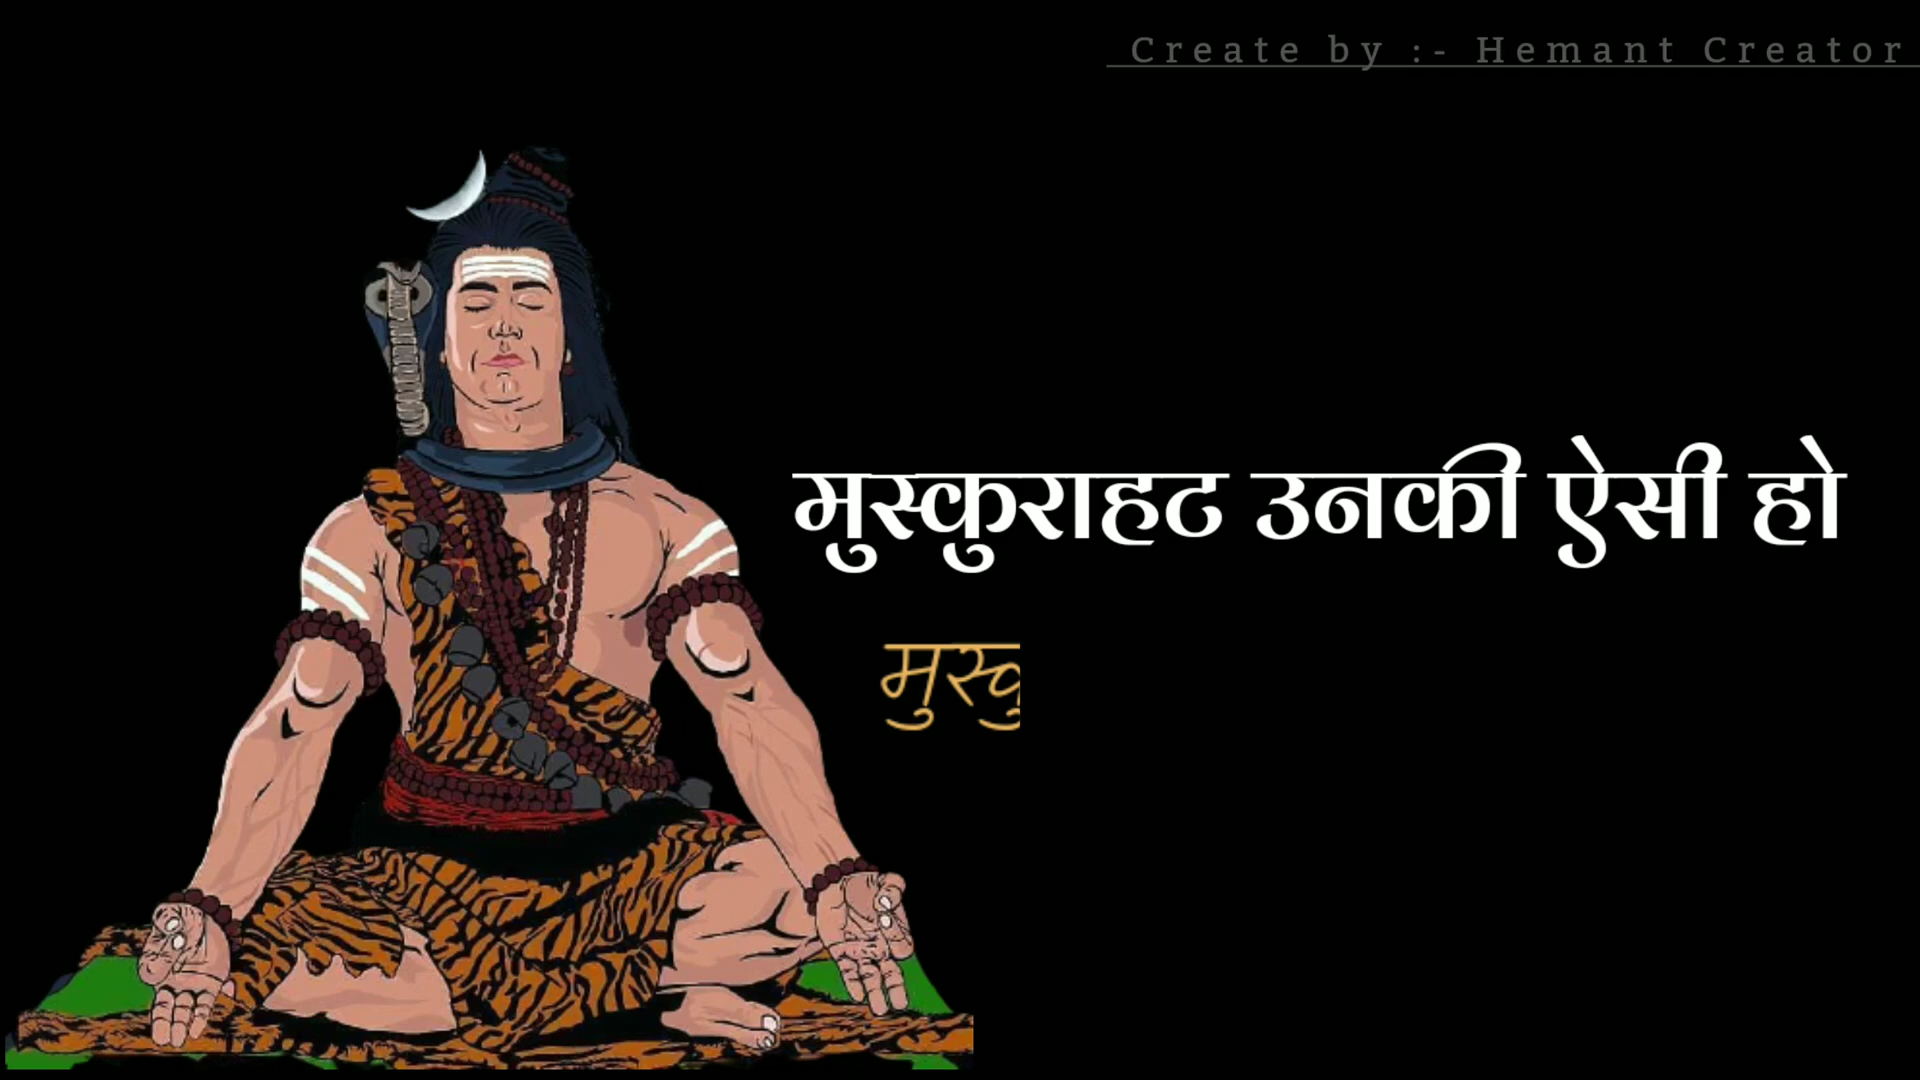 Create by :- Hemant Creator
मुस्कुराहट उनकी ऐसी हो
मुस्कु